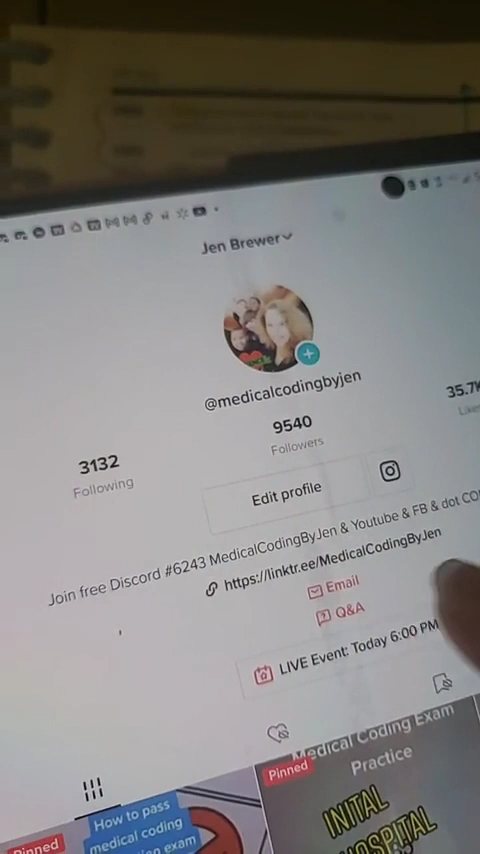 Jen Brewer
@medicalcodingbyjen
3132
Following
9540
Followers
35.7K
Likes
Edit profile
Join free Discord #6243 MedicalCodingByJen & Youtube & FB & dot CO
https://linktr.ee/MedicalCodingByJen
Email
Q&A
LIVE Event: Today 6:00 PM
Pinned
How to pass
medical coding
exam
Pinned
Medical Coding Exam
Practice
INITAL
HOSPITAL